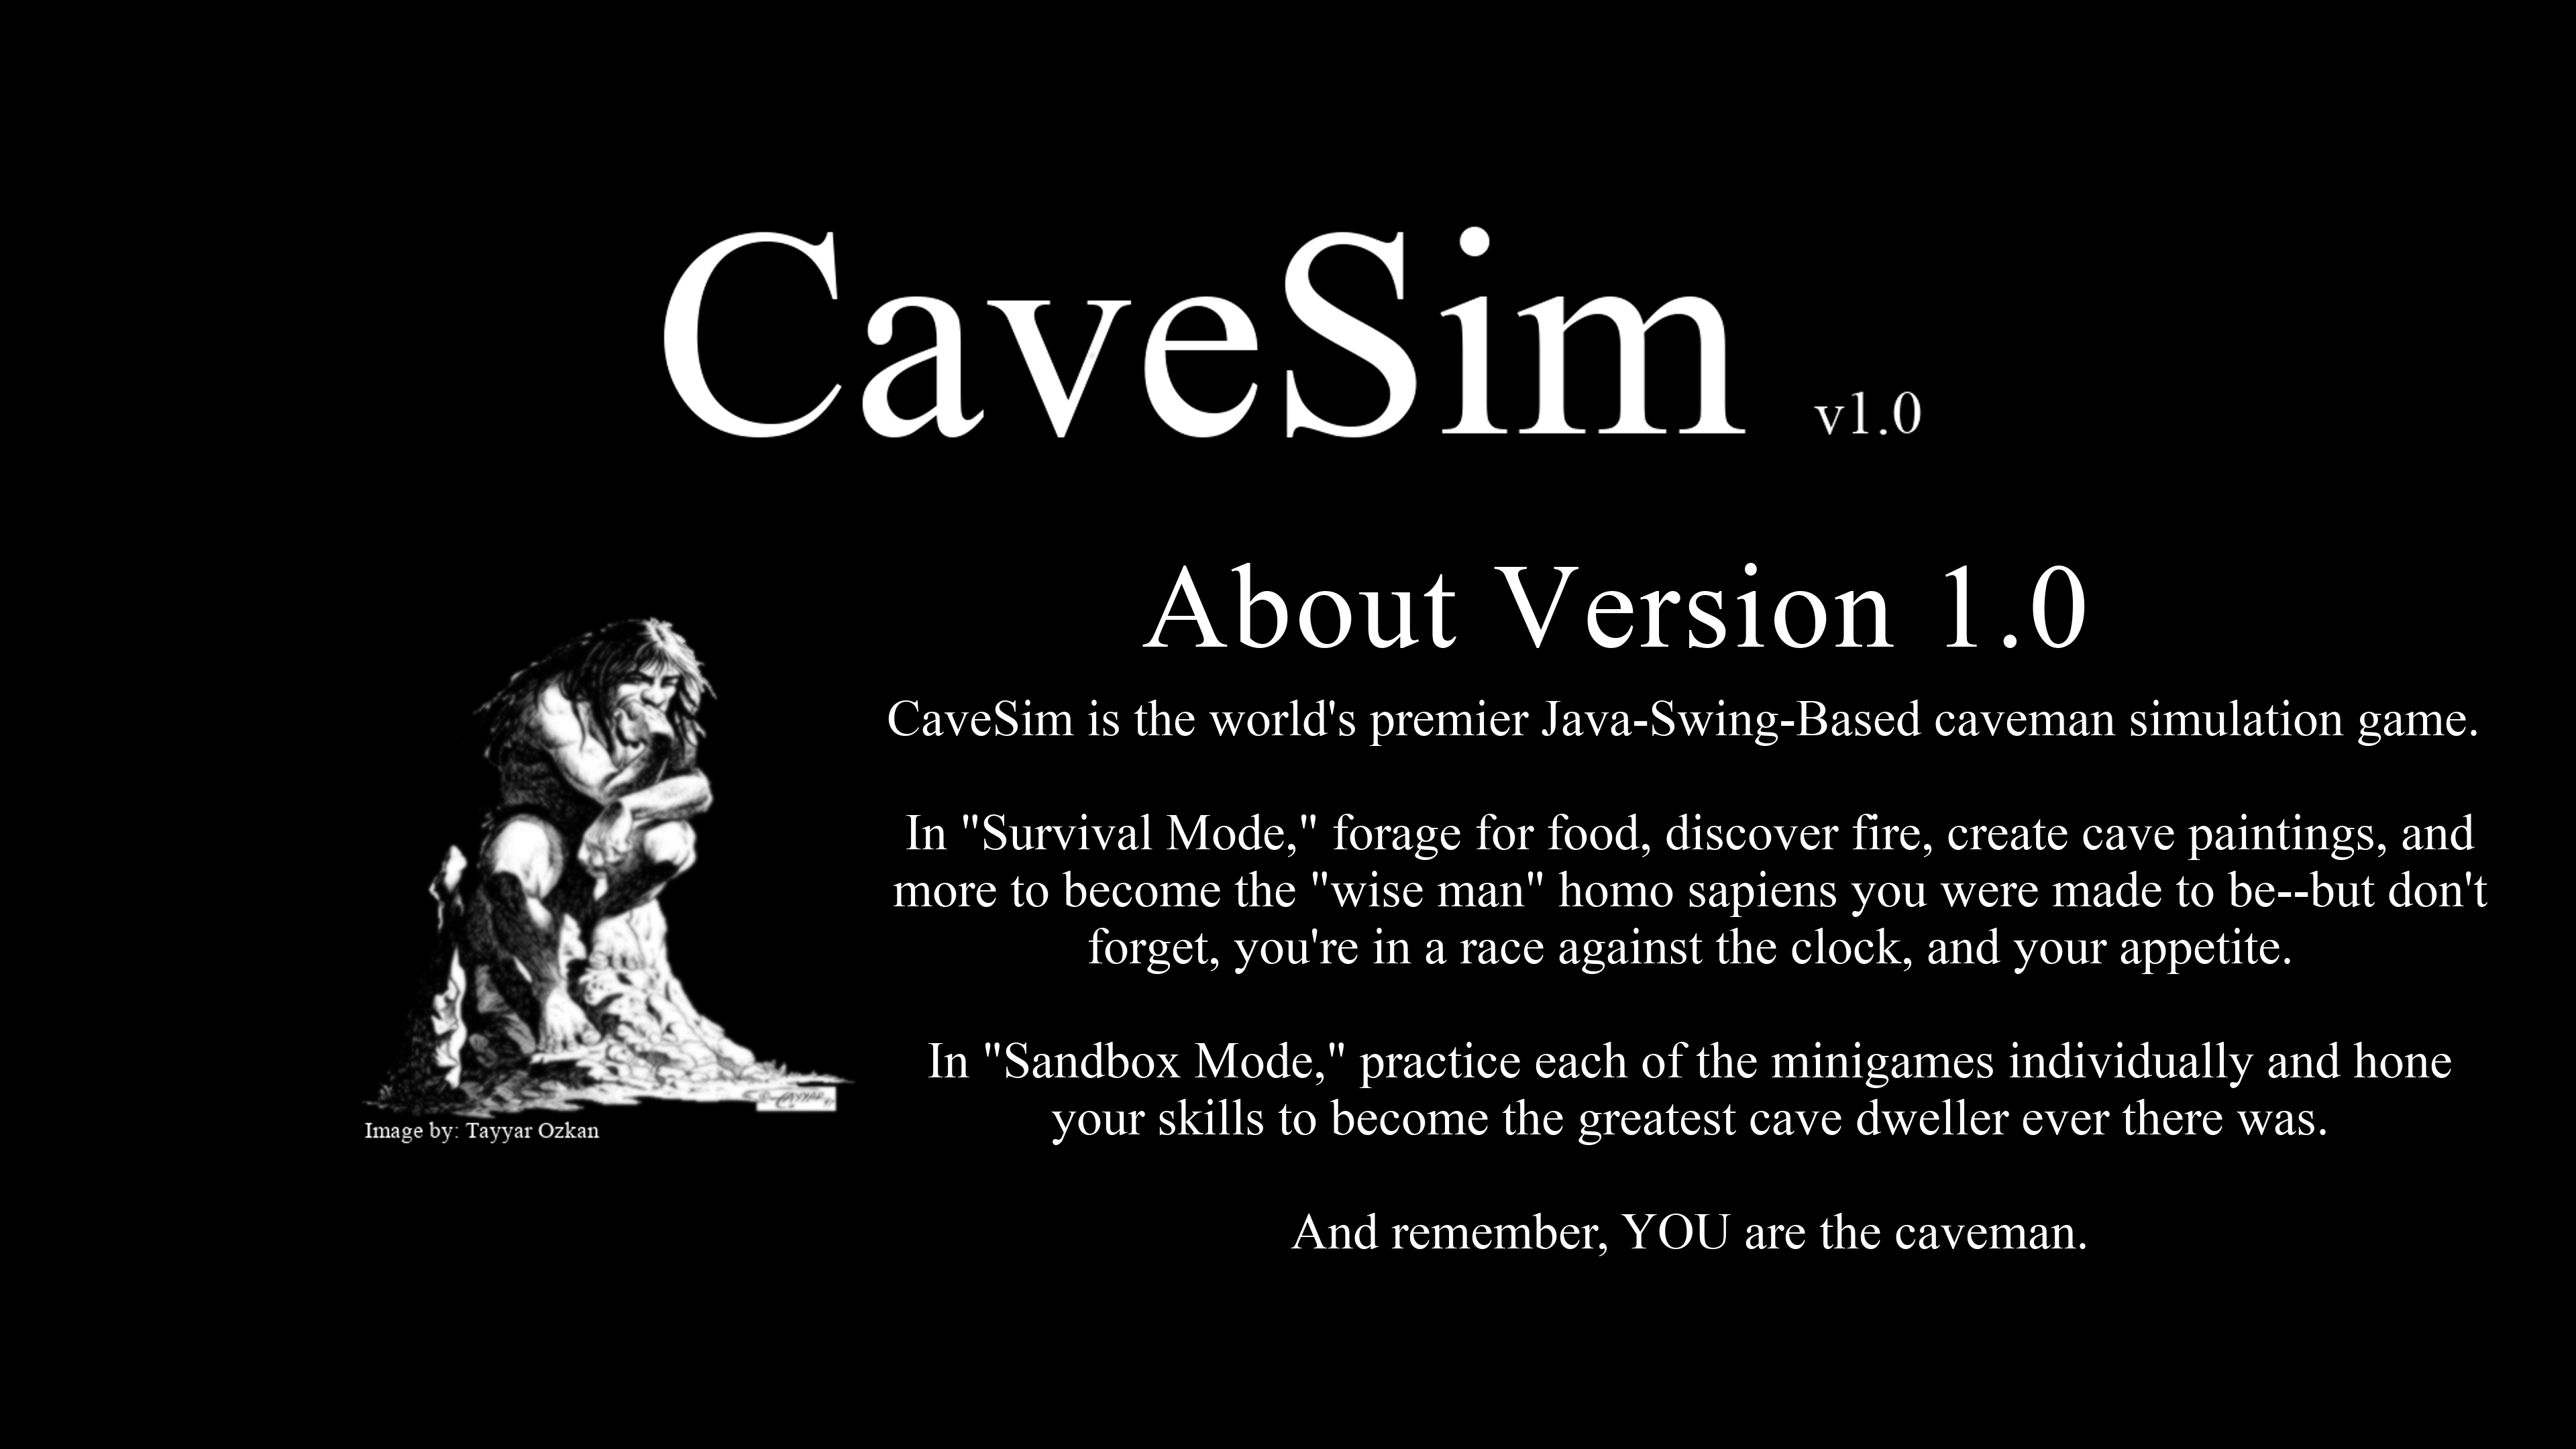 CaveSim v1.0
About Version 1.0
CaveSim is the world's premier Java-Swing-Based caveman simulation game.
In "Survival Mode," forage for food, discover fire, create cave paintings, and
more to become the "wise man" homo sapiens you were made to be--but don't
forget, you're in a race against the clock, and your appetite.
In "Sandbox Mode," practice each of the minigames individually and hone
your skills to become the greatest cave dweller ever there was.
And remember, YOU are the caveman.
Image by: Tayyar Ozkan